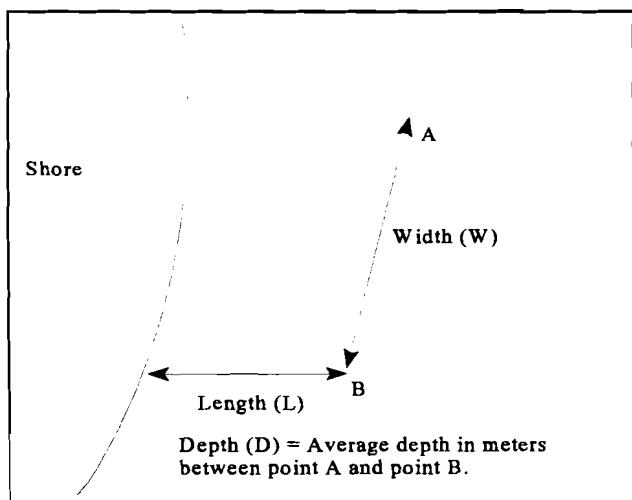 A
Shore
Width (W)
B
Length (L)
Depth (D) = Average depth in meters
between point A and point B.